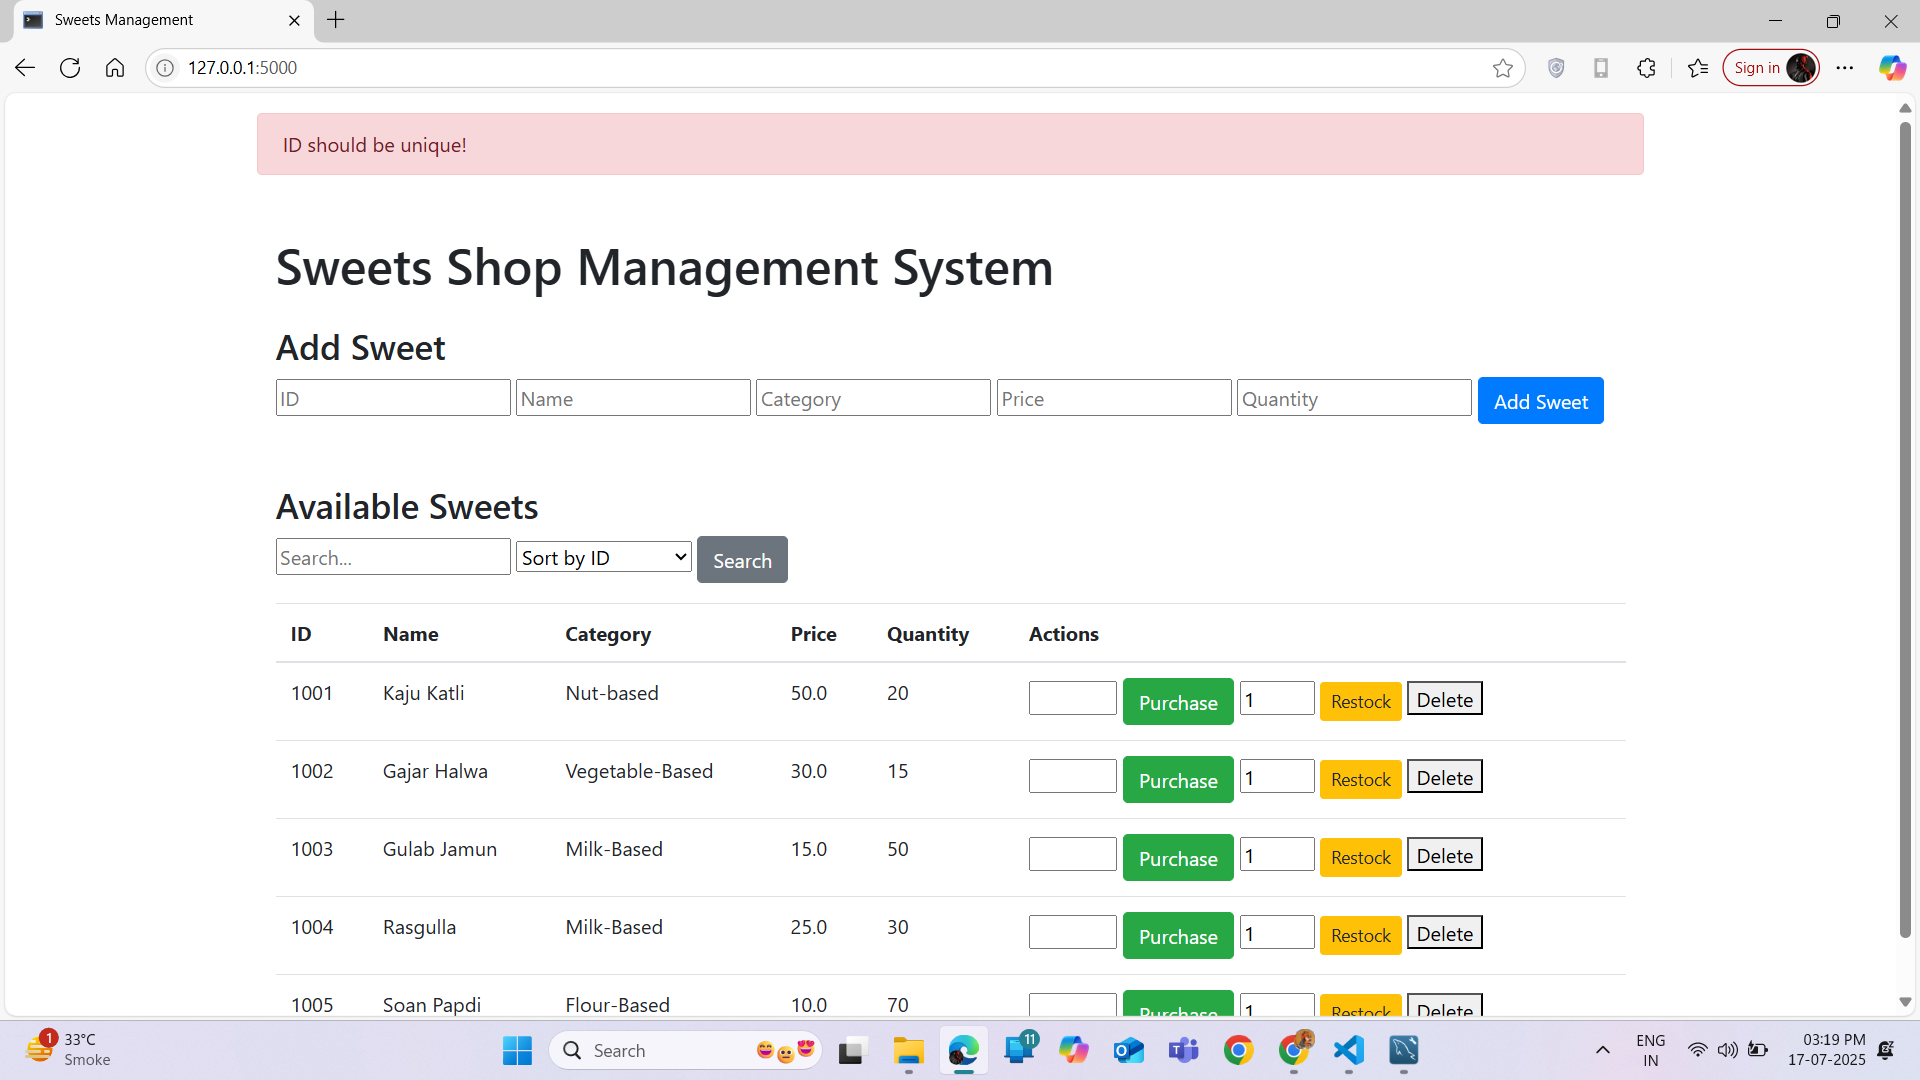 Sweets Management
127.0.0.1:5000
Sign in
ID should be unique!
Sweets Shop Management System
Add Sweet
ID Name Category Price Quantity Add Sweet
Available Sweets
Search... Sort by ID Search
ID Name Category Price Quantity Actions
1001 Kaju Katli Nut-based 50.0 20 Purchase 1 Restock Delete
1002 Gajar Halwa Vegetable-Based 30.0 15 Purchase 1 Restock Delete
1003 Gulab Jamun Milk-Based 15.0 50 Purchase 1 Restock Delete
1004 Rasgulla Milk-Based 25.0 30 Purchase 1 Restock Delete
1005 Soan Papdi Flour-Based 10.0 70 Purchase 1 Restock Delete
1 33°C
Smoke
Search
11
ENG
IN
03:19 PM
17-07-2025